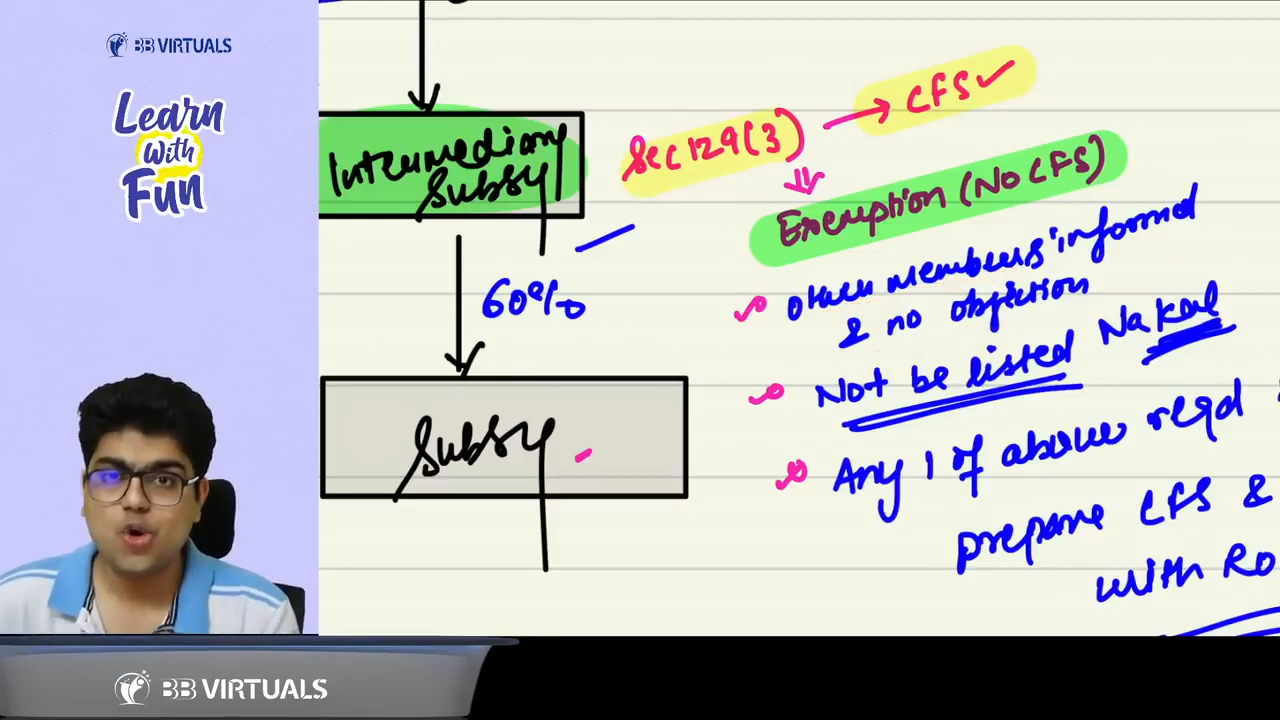 BB VIRTUALS
Learn
With
Fun
Intermediary
Subsy
60%
Subsy
Sec 129(3) → CFS ✓
Exemption (No CFS)
other members informed
& no objection
Not be listed Nakal
Any 1 of above reqd
prepare CFS &
with Ro
BB VIRTUALS